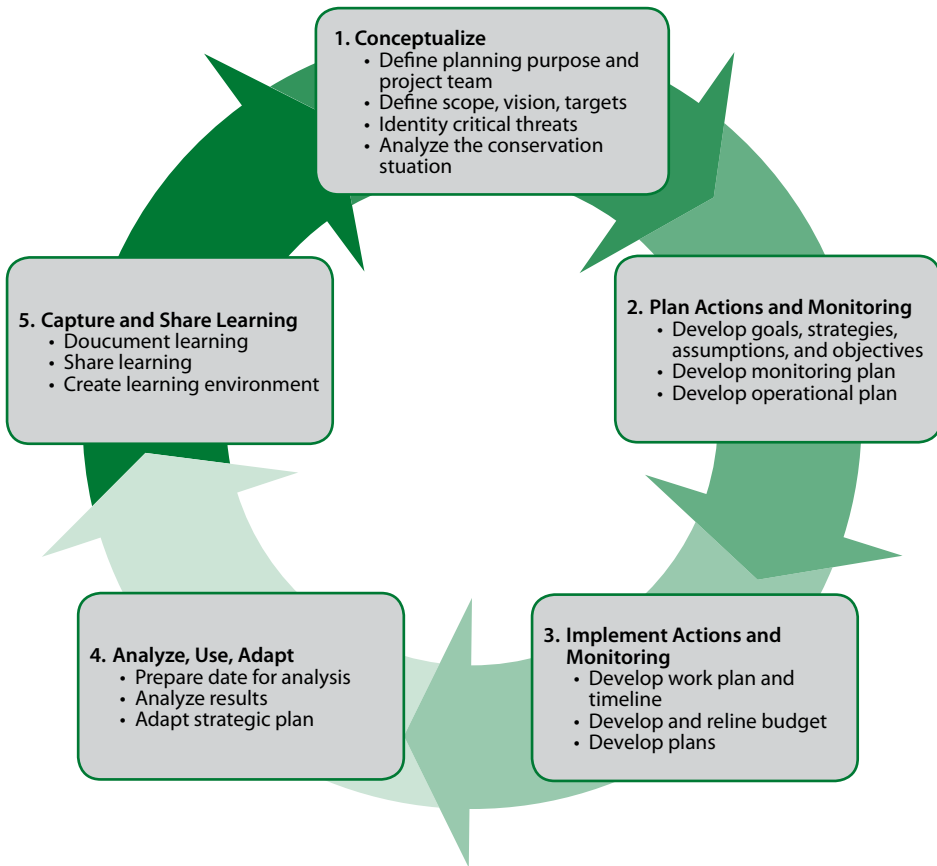 1. Conceptualize
• Define planning purpose and
project team
• Define scope, vision, targets
• Identity critical threats
• Analyze the conservation
stuation
2. Plan Actions and Monitoring
• Develop goals, strategies,
assumptions, and objectives
• Develop monitoring plan
• Develop operational plan
3. Implement Actions and
Monitoring
• Develop work plan and
timeline
• Develop and reline budget
• Develop plans
4. Analyze, Use, Adapt
• Prepare date for analysis
• Analyze results
• Adapt strategic plan
5. Capture and Share Learning
• Doucument learning
• Share learning
• Create learning environment